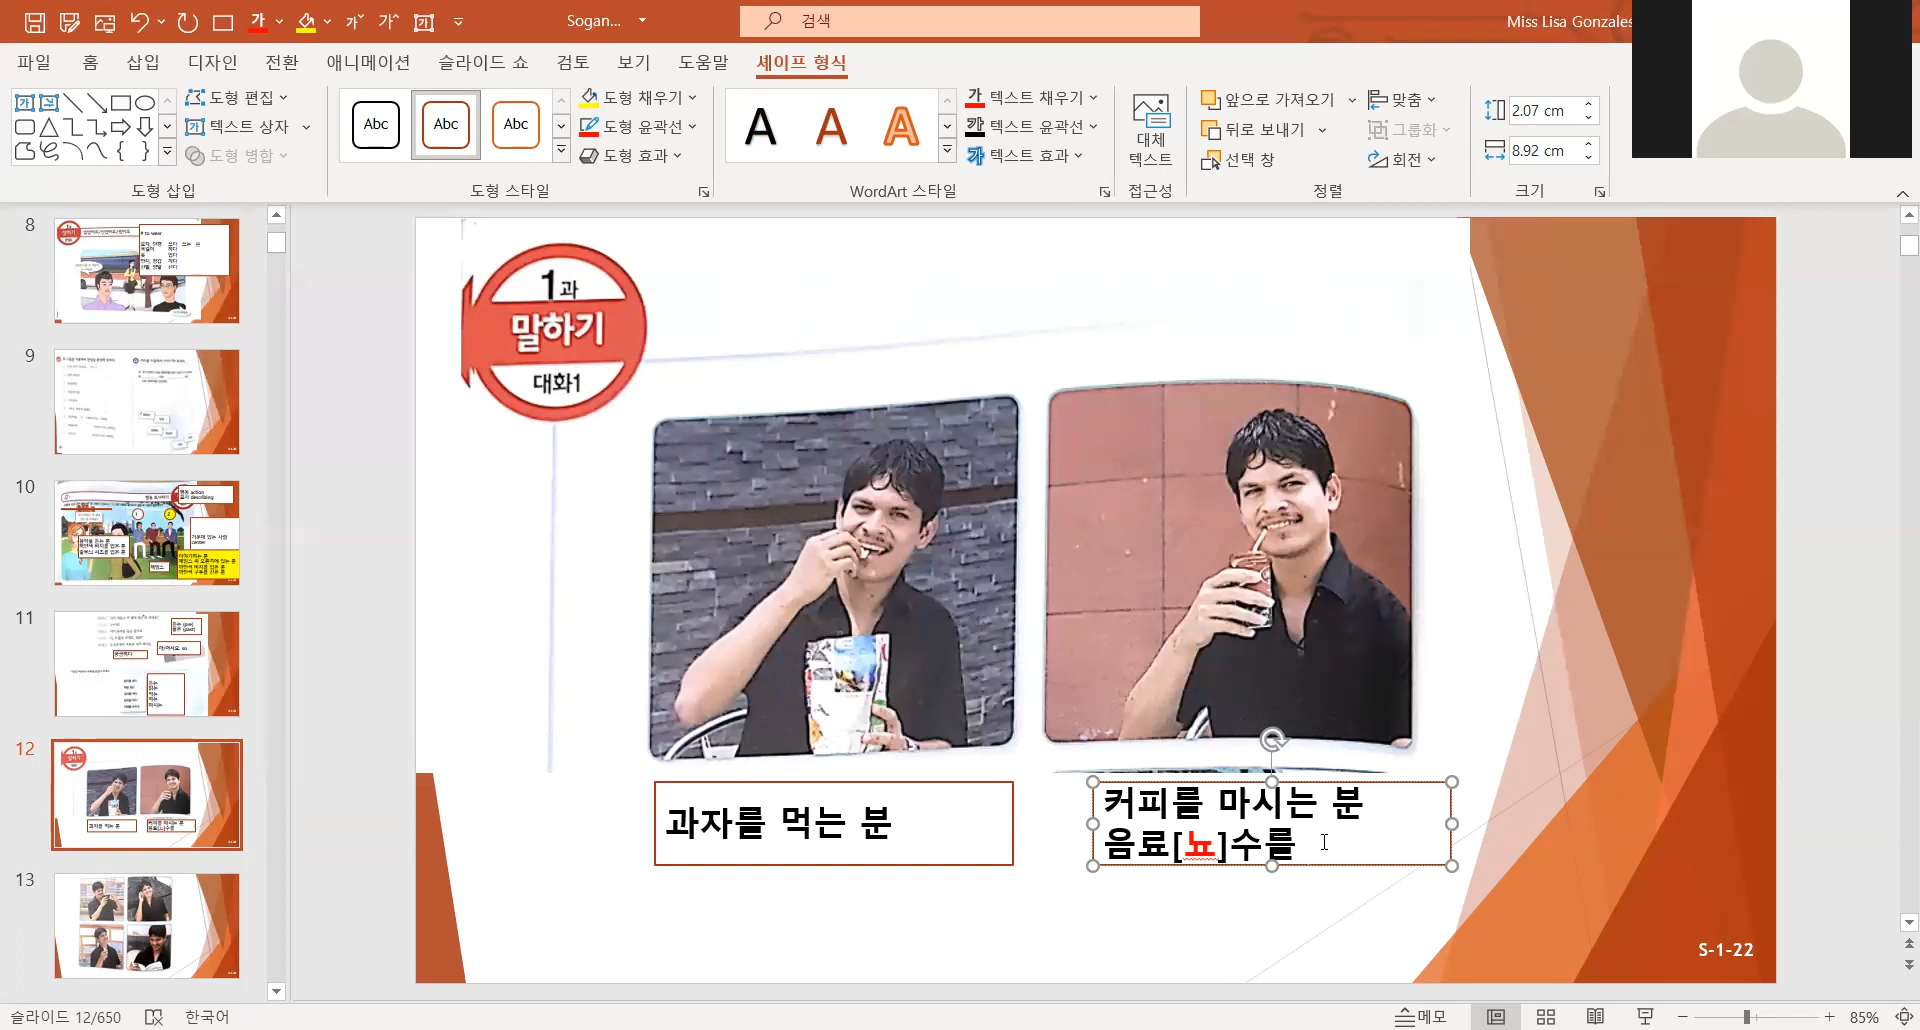 Sogan...
검색
Miss Lisa Gonzales
파일 홈 삽입 디자인 전환 애니메이션 슬라이드 쇼 검토 보기 도움말 셰이프 형식
도형 편집
텍스트 상자
도형 병합
도형 삽입
Abc Abc Abc
도형 채우기
도형 윤곽선
도형 효과
도형 스타일
A A A
텍스트 채우기
텍스트 윤곽선
텍스트 효과
WordArt 스타일
대체
텍스트
접근성
앞으로 가져오기
뒤로 보내기
선택 창
맞춤
그룹화
회전
정렬
2.07 cm
8.92 cm
크기
8
9
10
11
12
13
1과
말하기
대화1
과자를 먹는 분
커피를 마시는 분
음료[뇨]수를
S-1-22
슬라이드 12/650
한국어
메모
85%